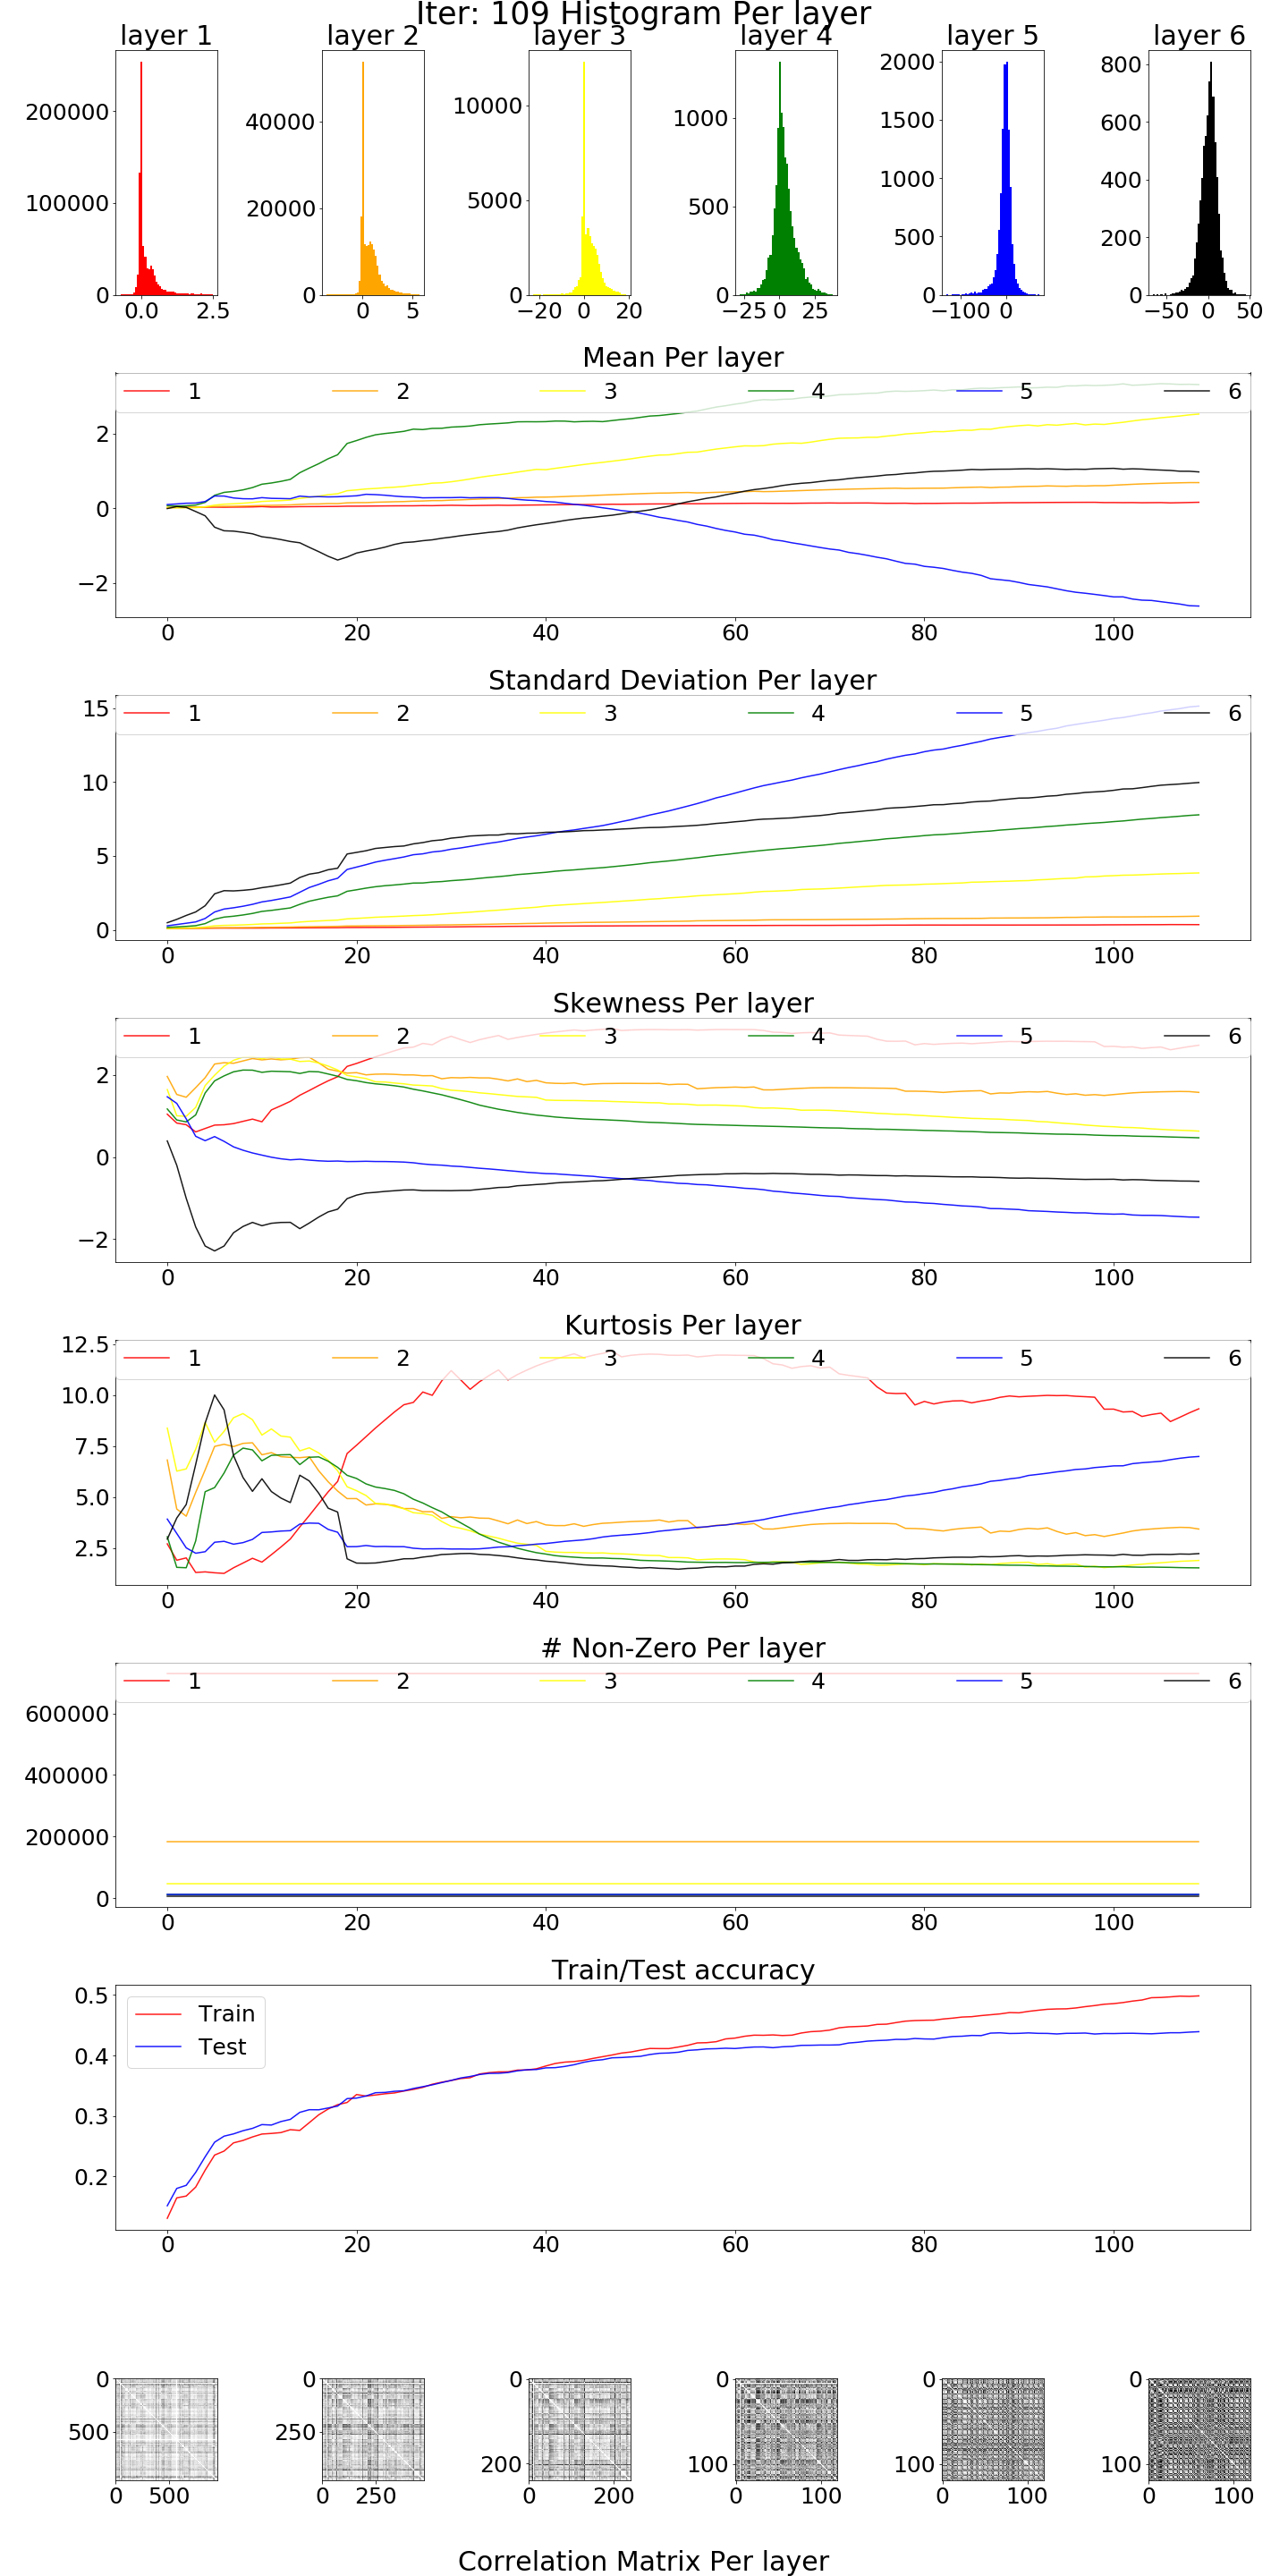 Iter: 109 Histogram Per layer
layer 1 layer 2 layer 3 layer 4 layer 5 layer 6
200000 100000 0 0.0 2.5
40000 20000 0 0 5
10000 5000 0 −20 0 20
1000 500 0 −25 0 25
2000 1500 1000 500 0 −100 0
800 600 400 200 0 −50 0 50
Mean Per layer
1 2 3 4 5 6
2
0
−2
0 20 40 60 80 100
Standard Deviation Per layer
1 2 3 4 5 6
15
10
5
0
0 20 40 60 80 100
Skewness Per layer
1 2 3 4 5 6
2
0
−2
0 20 40 60 80 100
Kurtosis Per layer
1 2 3 4 5 6
12.5
10.0
7.5
5.0
2.5
0 20 40 60 80 100
# Non-Zero Per layer
1 2 3 4 5 6
600000
400000
200000
0
0 20 40 60 80 100
Train/Test accuracy
Train
Test
0.5
0.4
0.3
0.2
0 20 40 60 80 100
0 500 0 500
0 250 0 250
0 200 0 200
0 100 0 100
0 100 0 100
0 100 0 100
Correlation Matrix Per layer